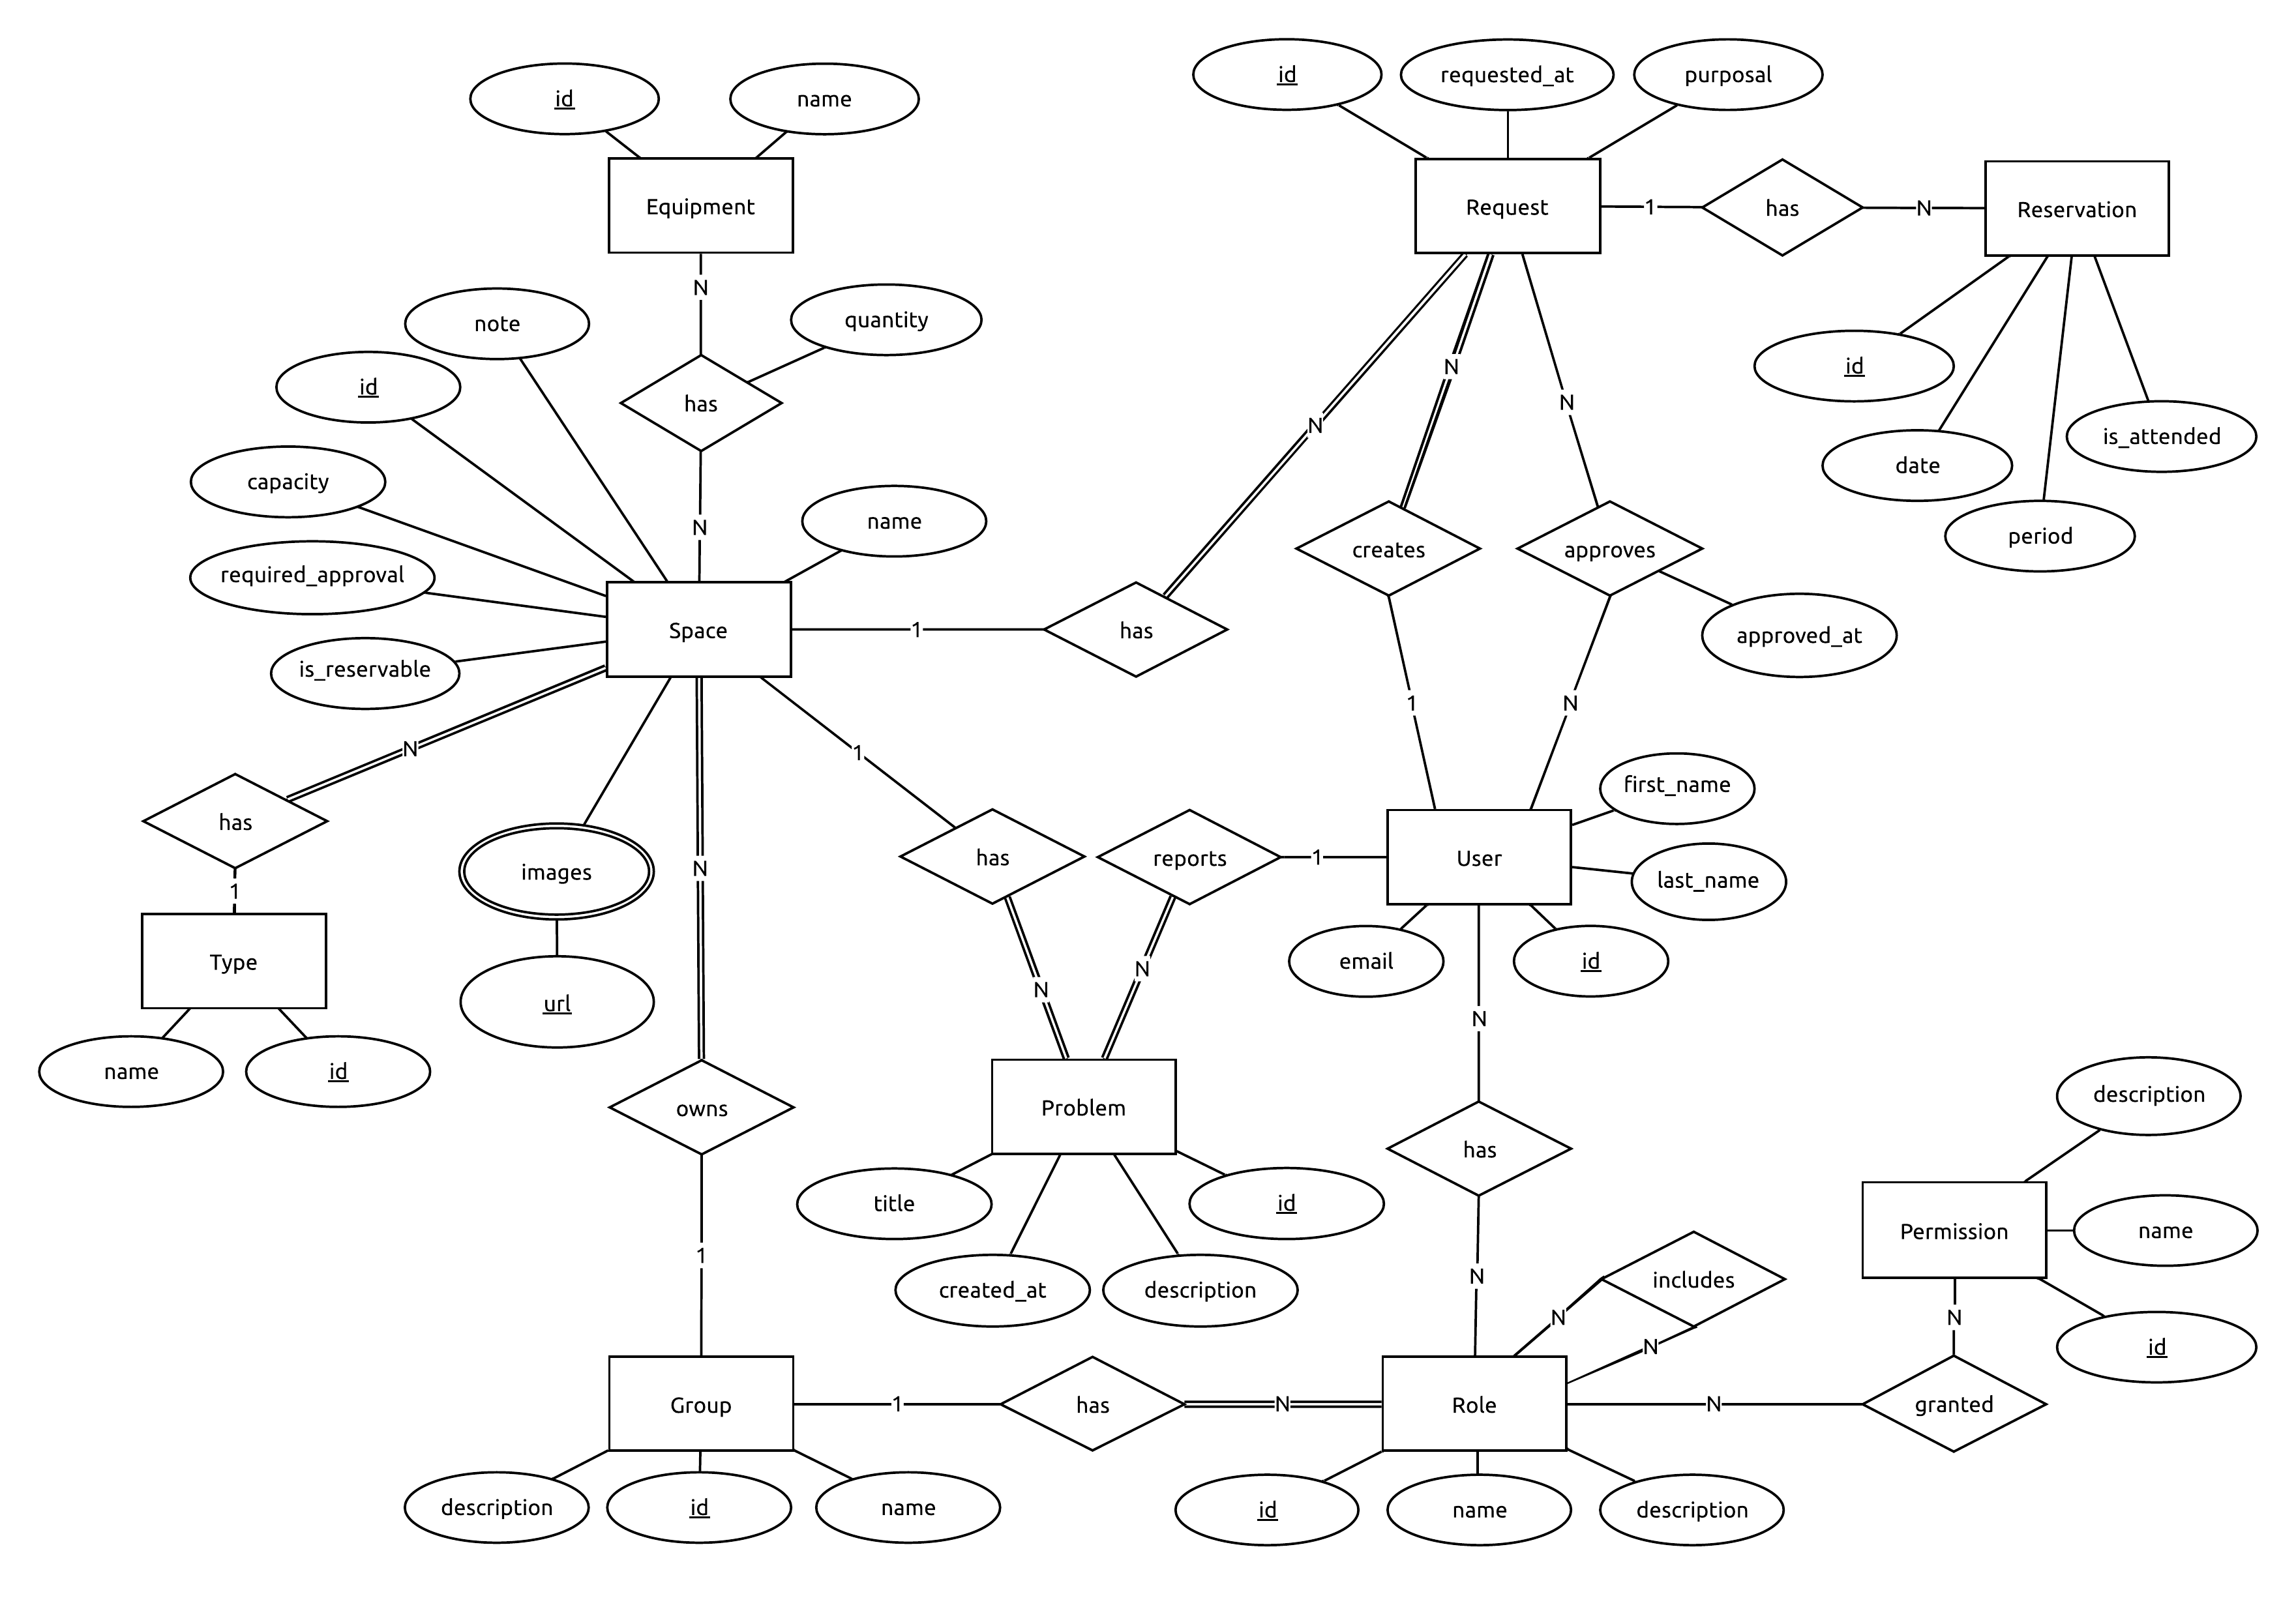 id
requested_at
purposal
id
name
Equipment
Request
1
has
N
Reservation
N
note
quantity
id
N
id
has
N
N
is_attended
capacity
date
name
N
period
required_approval
creates
approves
Space
1
has
approved_at
is_reservable
1
N
N
1
first_name
has
images
N
has
reports
1
User
last_name
1
Type
N
N
email
id
url
N
name
id
owns
Problem
description
has
title
id
Permission
name
1
N
includes
created_at
description
N
N
N
id
Group
1
has
N
Role
N
granted
description
id
name
id
name
description